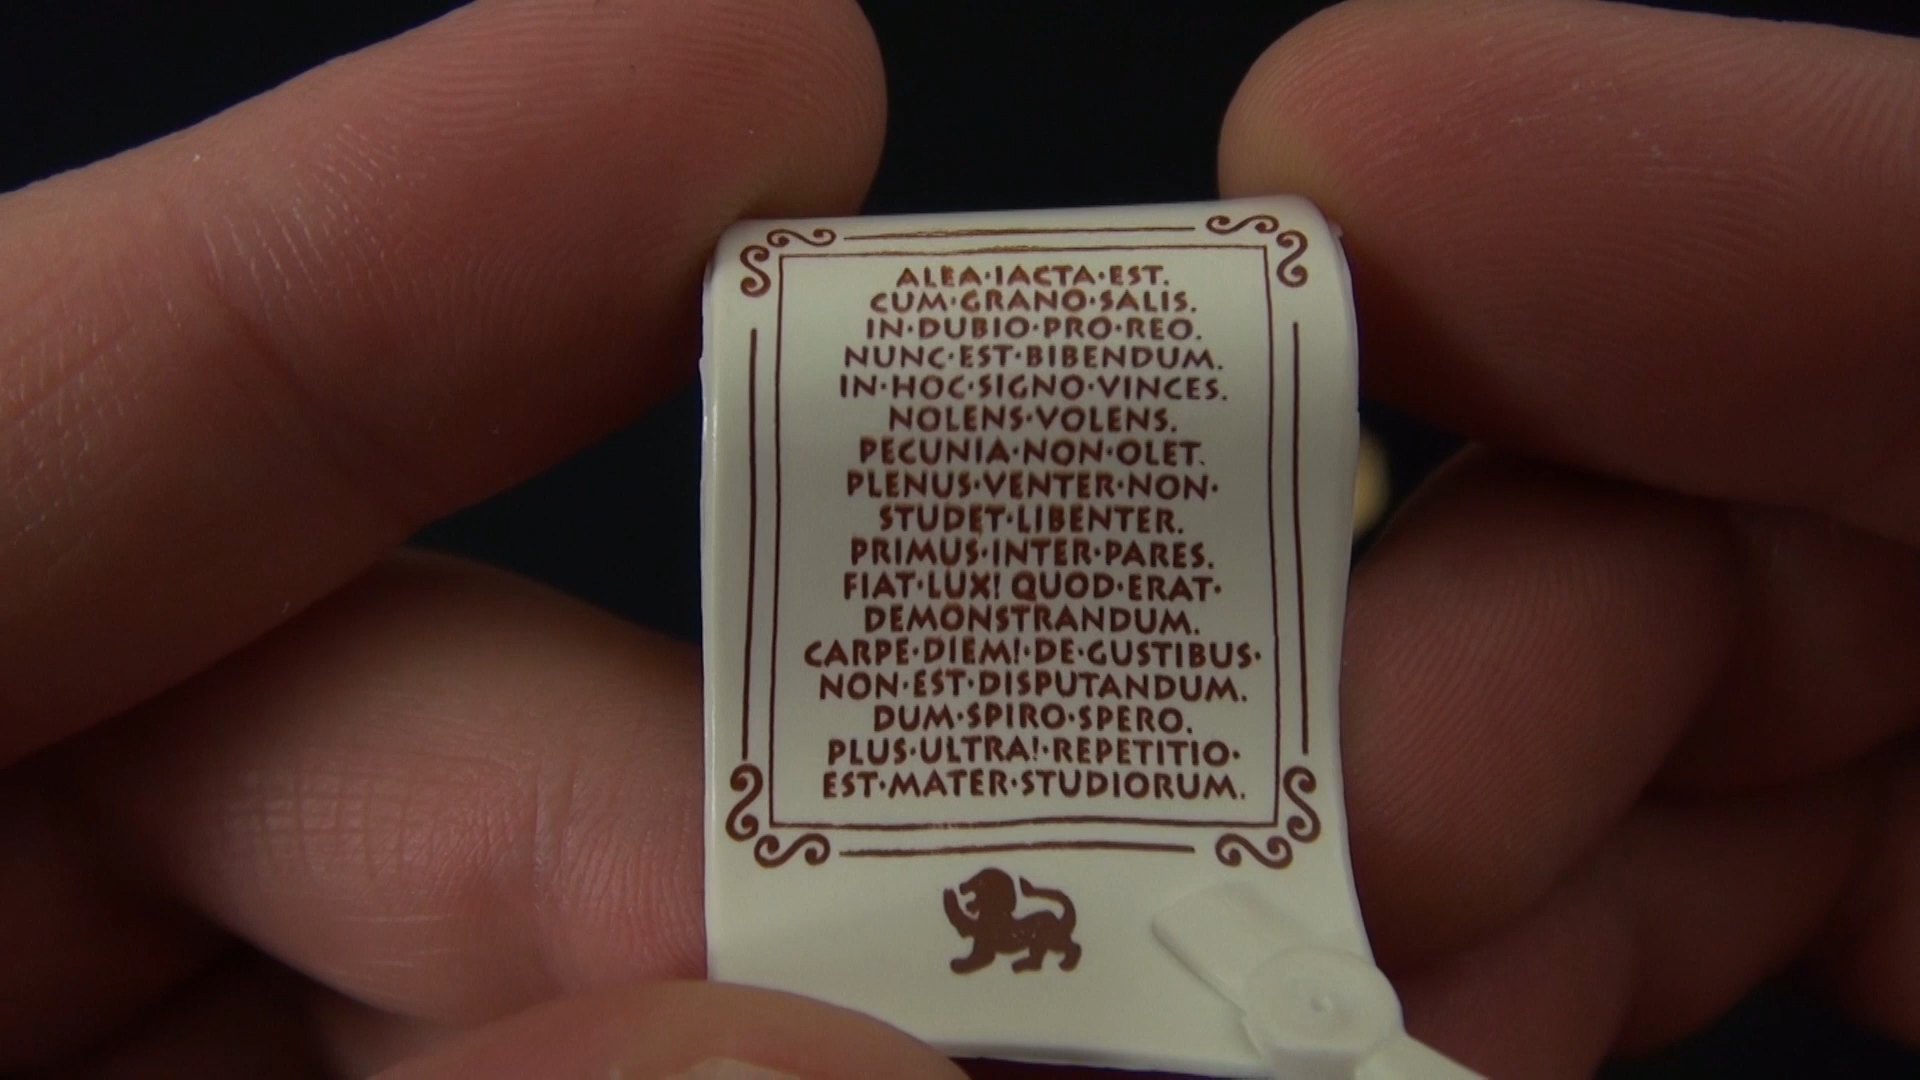 ALEA·IACTA·EST.
CUM·GRANO·SALIS.
IN·DUBIO·PRO·REO.
NUNC·EST·BIBENDUM.
IN·HOC·SIGNO·VINCES.
NOLENS·VOLENS.
PECUNIA·NON·OLET.
PLENUS·VENTER·NON·
STUDET·LIBENTER.
PRIMUS·INTER·PARES.
FIAT·LUX! QUOD·ERAT·
DEMONSTRANDUM.
CARPE·DIEM!·DE·GUSTIBUS·
NON·EST·DISPUTANDUM.
DUM·SPIRO·SPERO.
PLUS·ULTRA!·REPETITIO·
EST·MATER·STUDIORUM.